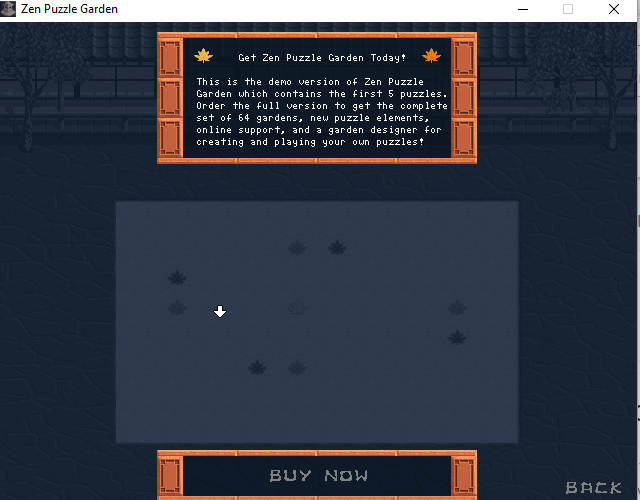 Zen Puzzle Garden
Get Zen Puzzle Garden Today!
This is the demo version of Zen Puzzle
Garden which contains the first 5 puzzles.
Order the full version to get the complete
set of 64 gardens, new puzzle elements,
online support, and a garden designer for
creating and playing your own puzzles!
BUY NOW
BACK